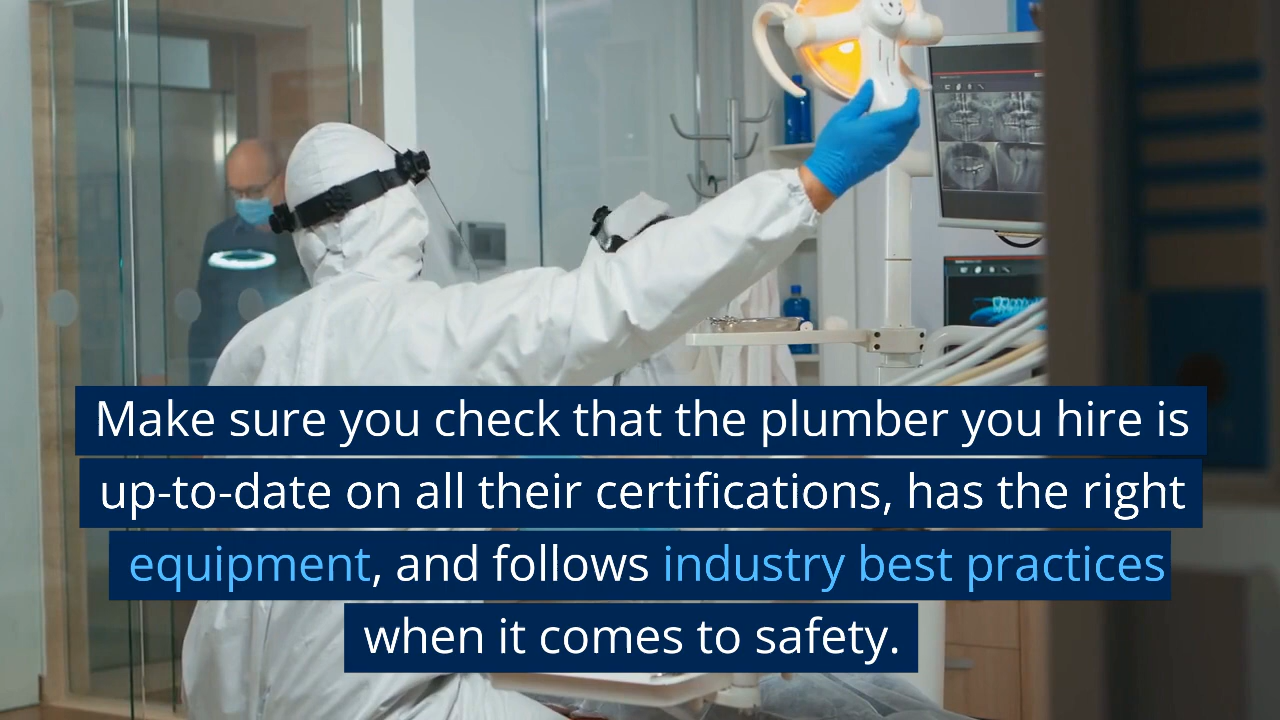 Make sure you check that the plumber you hire is
up-to-date on all their certifications, has the right
equipment, and follows industry best practices
when it comes to safety.